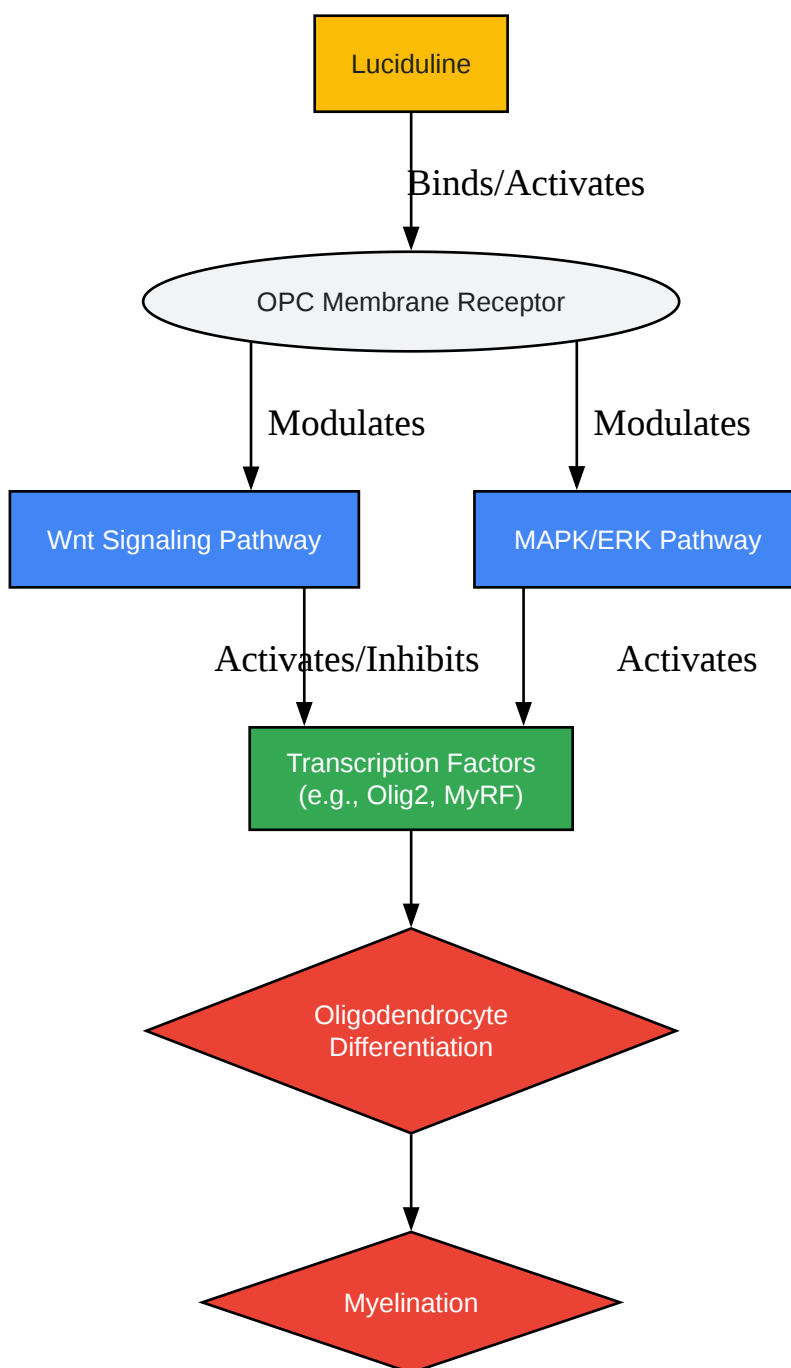 Luciduline
Binds/Activates
OPC Membrane Receptor
Modulates
Modulates
Wnt Signaling Pathway
MAPK/ERK Pathway
Activates/Inhibits
Activates
Transcription Factors
(e.g., Olig2, MyRF)
Oligodendrocyte
Differentiation
Myelination